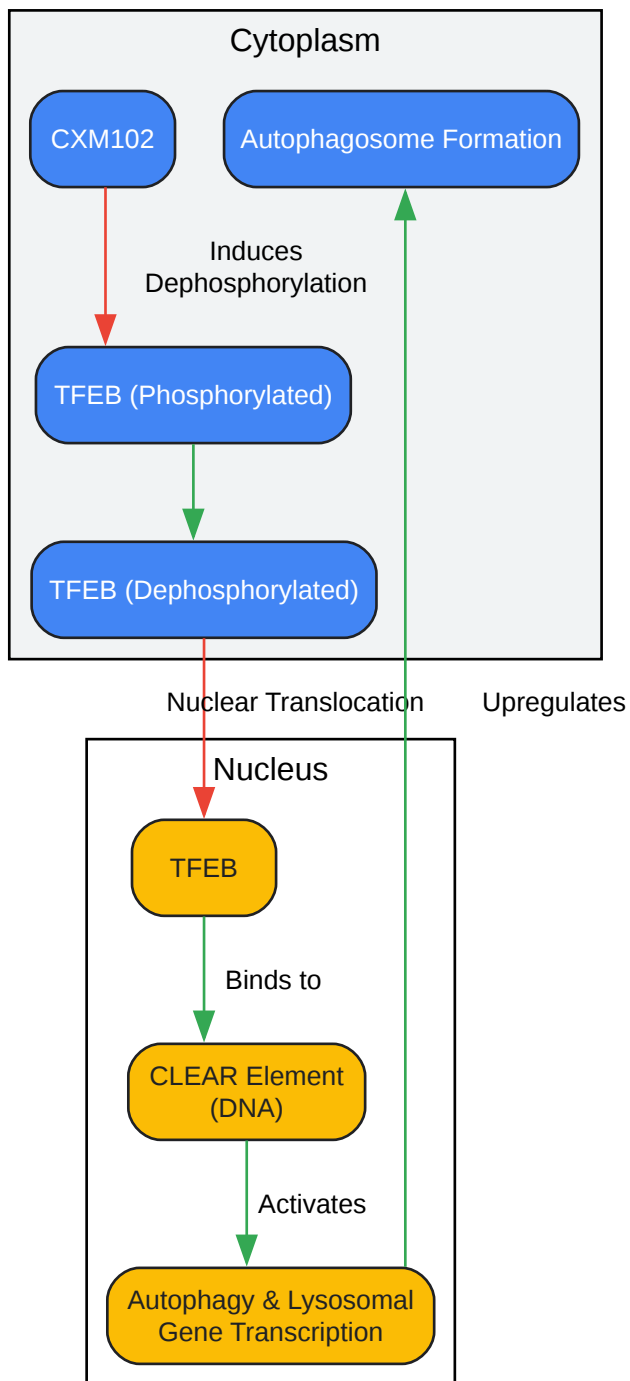 Cytoplasm
CXM102
Autophagosome Formation
Induces
Dephosphorylation
TFEB (Phosphorylated)
TFEB (Dephosphorylated)
Nuclear Translocation
Upregulates
Nucleus
TFEB
Binds to
CLEAR Element
(DNA)
Activates
Autophagy & Lysosomal
Gene Transcription